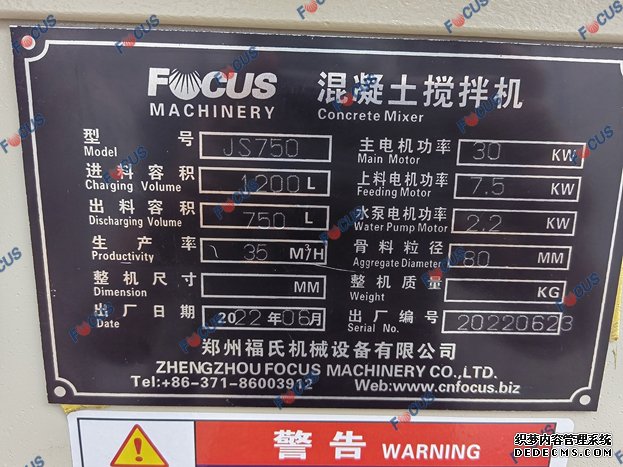 FOCUS
MACHINERY
混凝土搅拌机
Concrete Mixer
型 号 JS750
Model
主电机功率 30 KW
Main Motor
进料容积 1200 L
Charging Volume
上料电机功率 7.5 KW
Feeding Motor
出料容积 750 L
Discharging Volume
水泵电机功率 2.2 KW
Water Pump Motor
生产率 35 M³/H
Productivity
骨料粒径 80 MM
Aggregate Diameter
整机尺寸 MM
Dimension
整机质量 KG
Weight
出厂日期 2022年06月
Date
出厂编号 20220623
Serial No.
郑州福氏机械设备有限公司
ZHENGZHOU FOCUS MACHINERY CO.,LTD.
Tel:+86-371-86003912 Web:www.cnfocus.biz
警告 WARNING
织梦内容管理系统
DEDECMS.COM